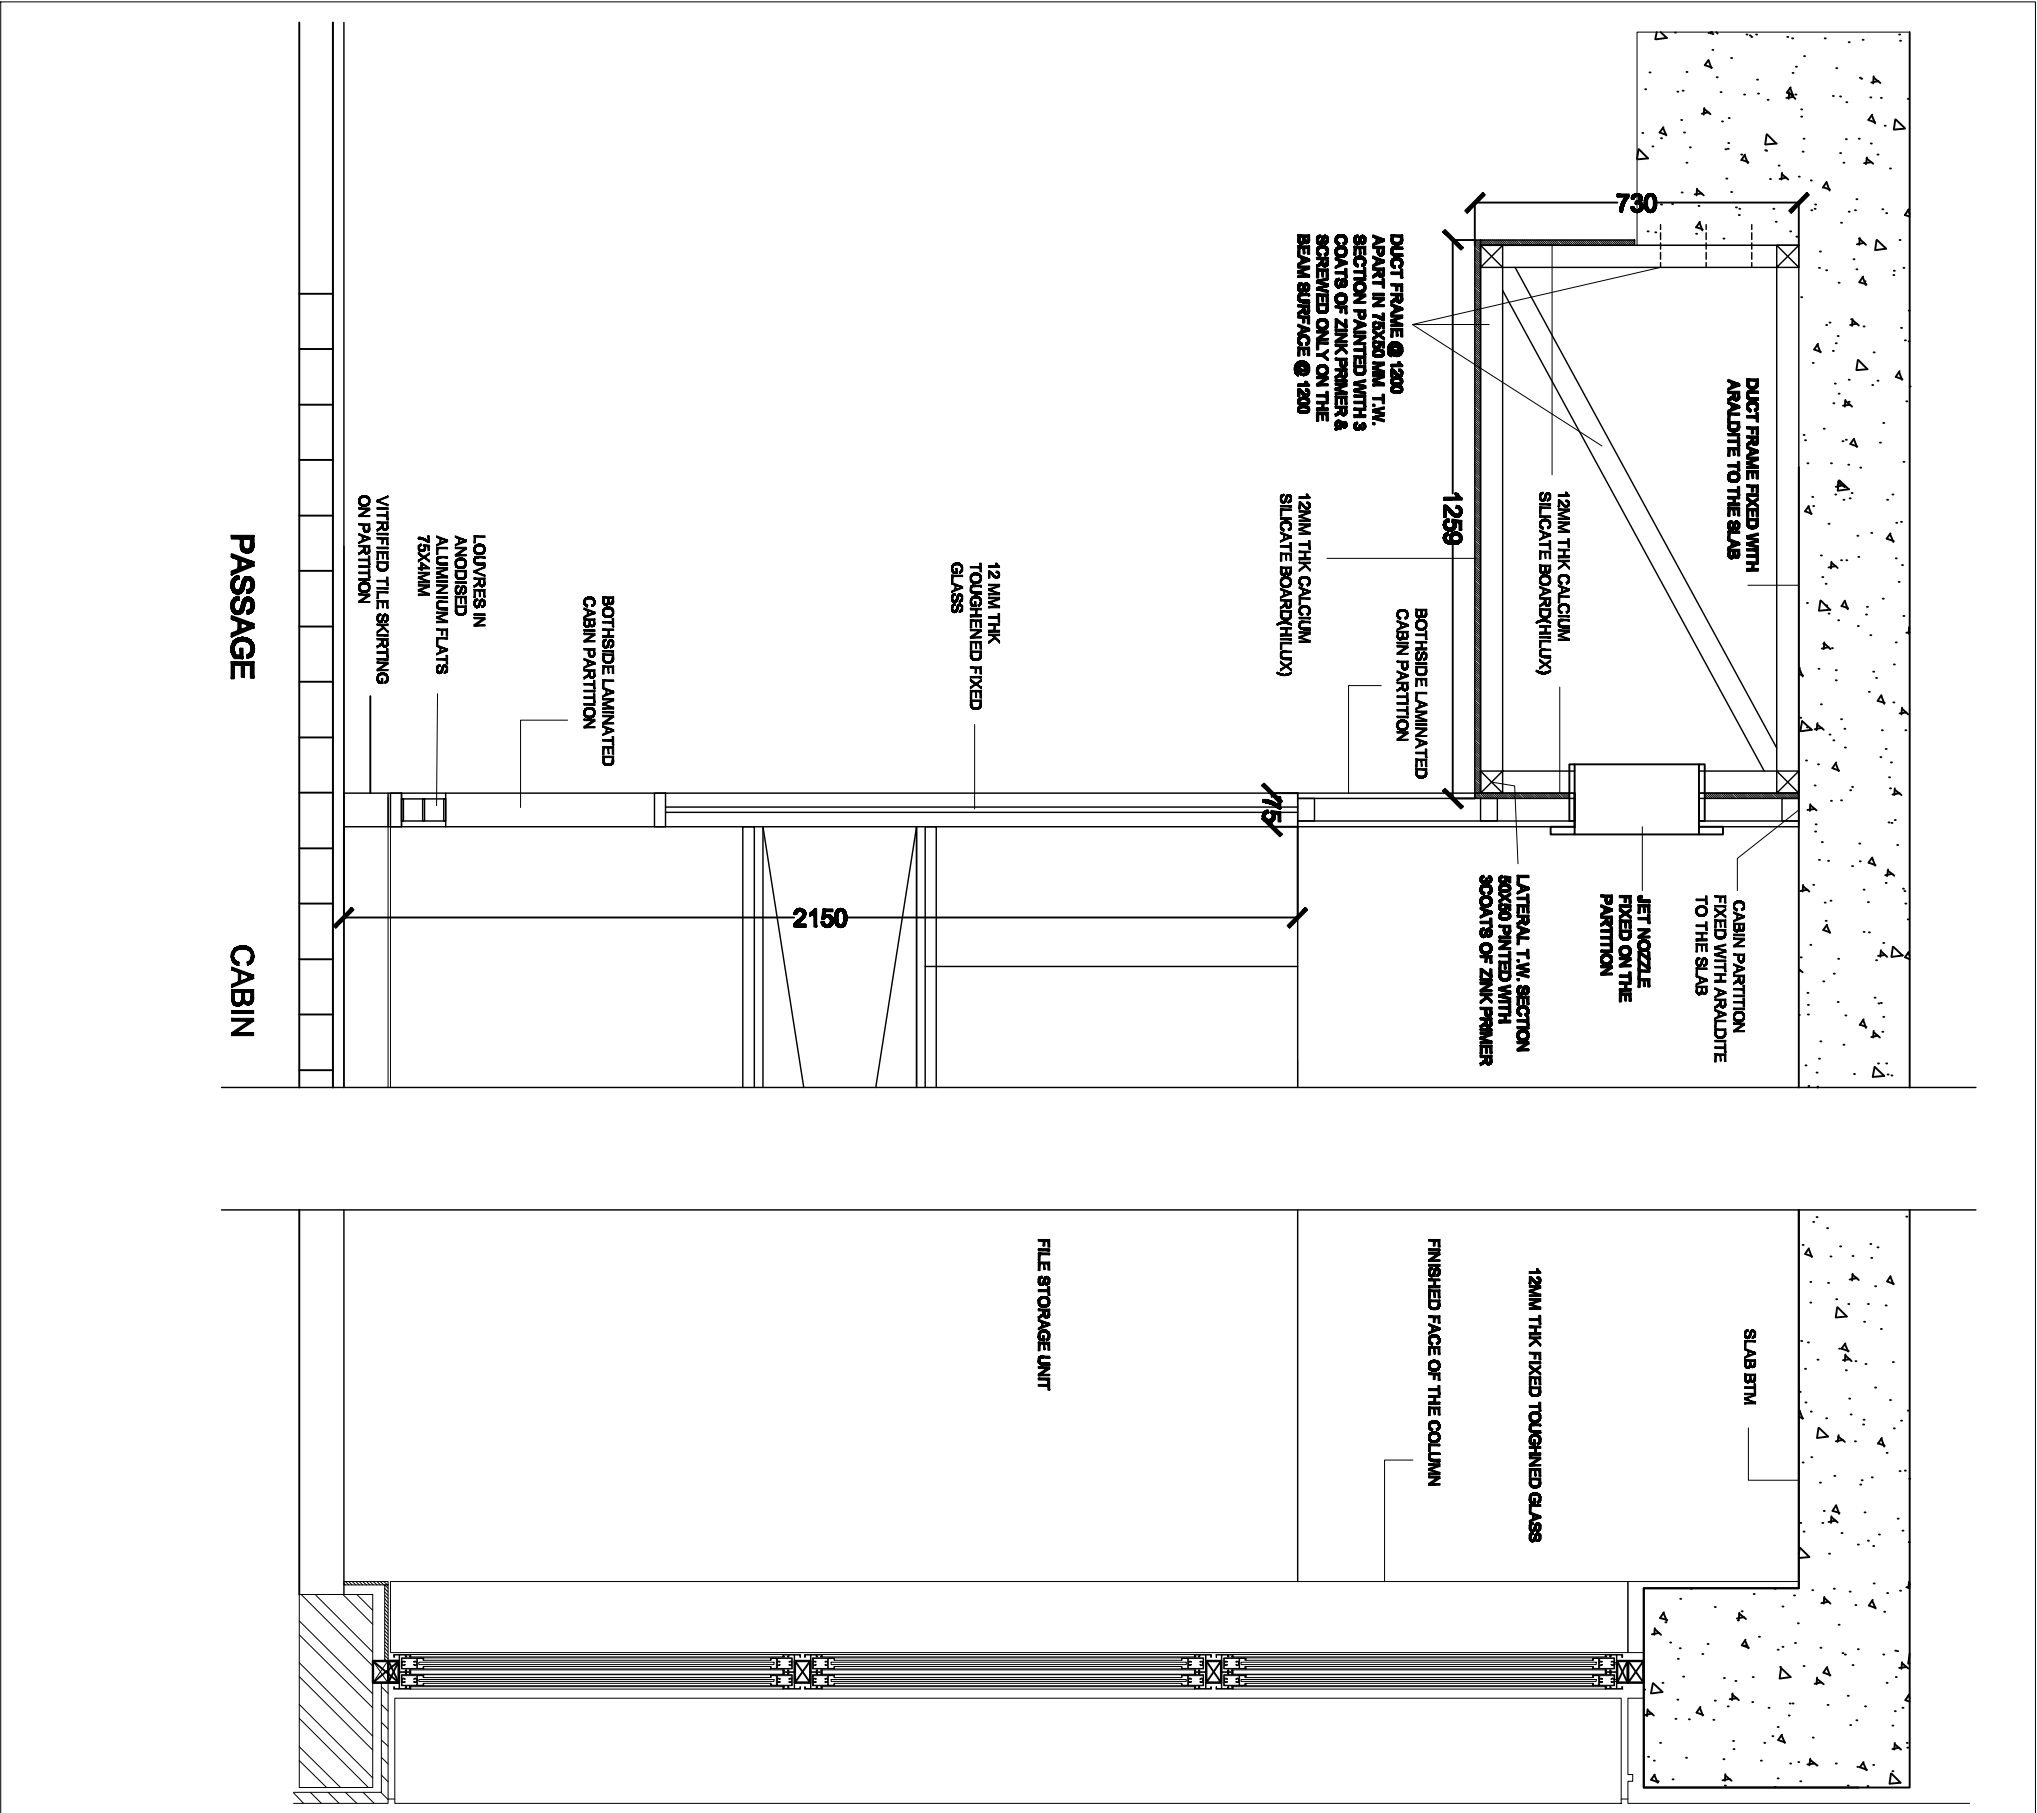 730
DUCT FRAME FIXED WITH
ARALDITE TO THE SLAB
12MM THK CALCIUM
SILICATE BOARD(HILUX)
1259
DUCT FRAME @ 1200
APART IN 75X50 MM T.W.
SECTION PAINTED WITH 3
COATS OF ZINK PRIMER &
SCREWED ONLY ON THE
BEAM SURFACE @ 1200
12MM THK CALCIUM
SILICATE BOARD(HILUX)
BOTHSIDE LAMINATED
CABIN PARTITION
CABIN PARTITION
FIXED WITH ARALDITE
TO THE SLAB
JET NOZZLE
FIXED ON THE
PARTITION
LATERAL T.W. SECTION
50X50 PINTED WITH
3COATS OF ZINK PRIMER
75
12 MM THK
TOUGHENED FIXED
GLASS
2150
BOTHSIDE LAMINATED
CABIN PARTITION
LOUVRES IN
ANODISED
ALUMINIUM FLATS
75X4MM
VITRIFIED TILE SKIRTING
ON PARTITION
PASSAGE
CABIN
SLAB BTM
12MM THK FIXED TOUGHNED GLASS
FINISHED FACE OF THE COLUMN
FILE STORAGE UNIT